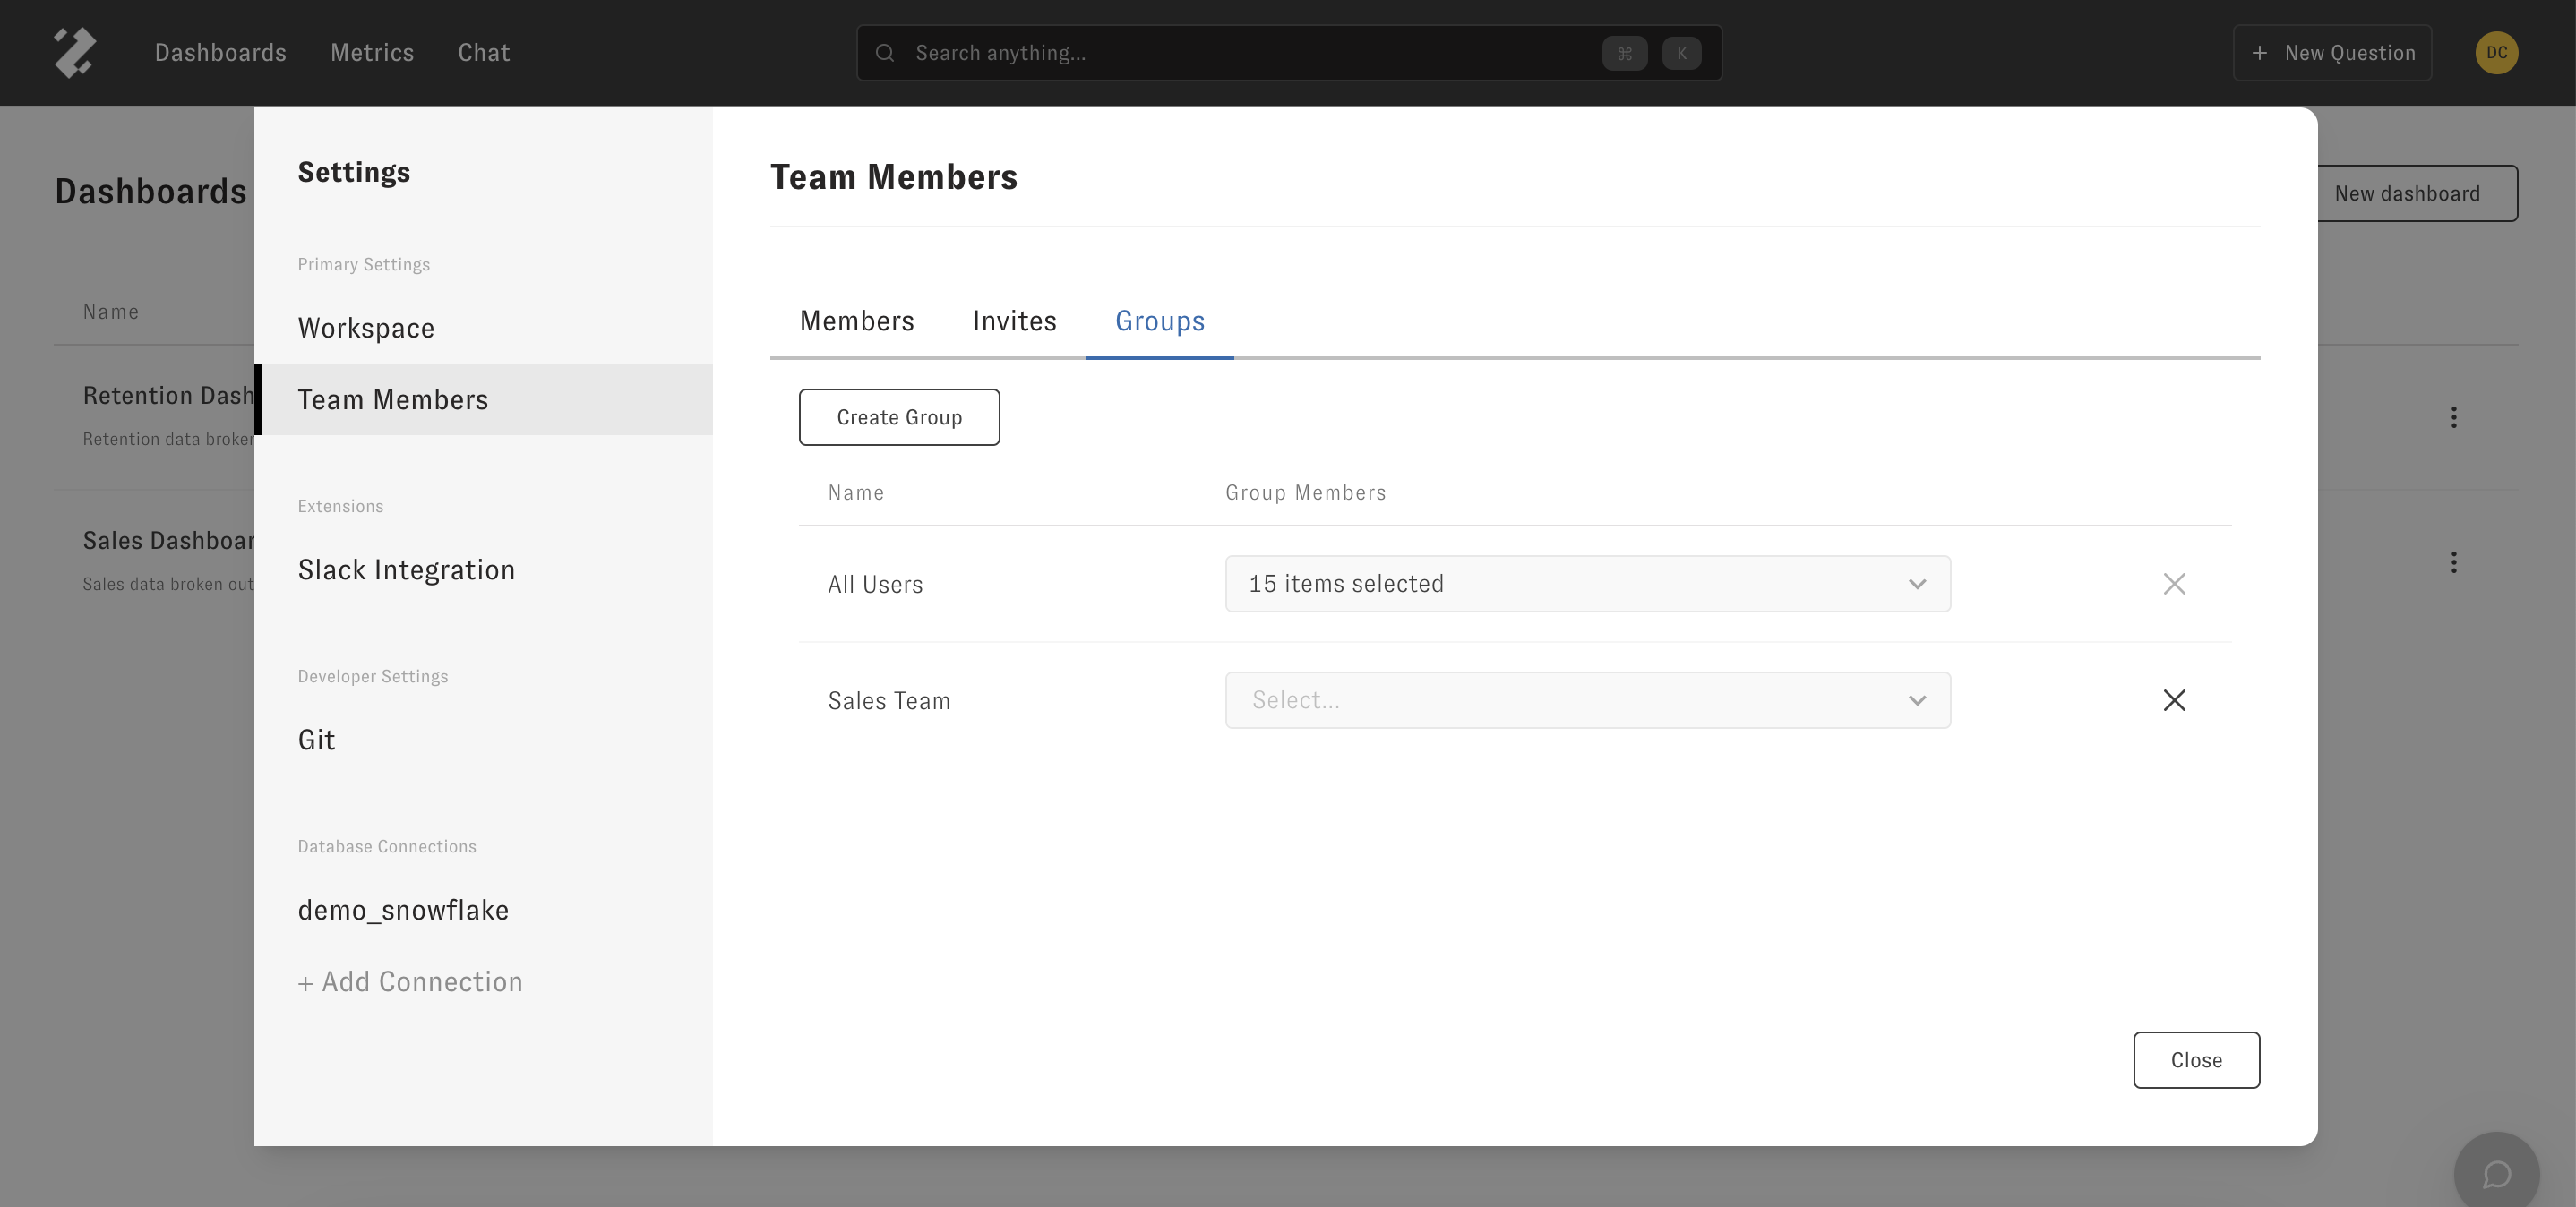 Dashboards Metrics Chat Search anything... ⌘ K + New Question DC
Dashboards
New dashboard
Name
Retention Dash
Retention data broker
Sales Dashboar
Sales data broken out
Settings
Primary Settings
Workspace
Team Members
Extensions
Slack Integration
Developer Settings
Git
Database Connections
demo_snowflake
+ Add Connection
Team Members
Members Invites Groups
Create Group
Name Group Members
All Users 15 items selected
Sales Team Select...
Close